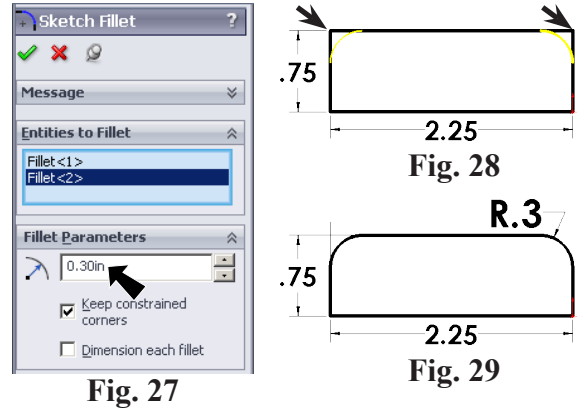 Sketch Fillet ?
Message
Entities to Fillet
Fillet<1>
Fillet<2>
Fillet Parameters
0.30in
Keep constrained
corners
Dimension each fillet
Fig. 27
.75
2.25
Fig. 28
R.3
.75
2.25
Fig. 29